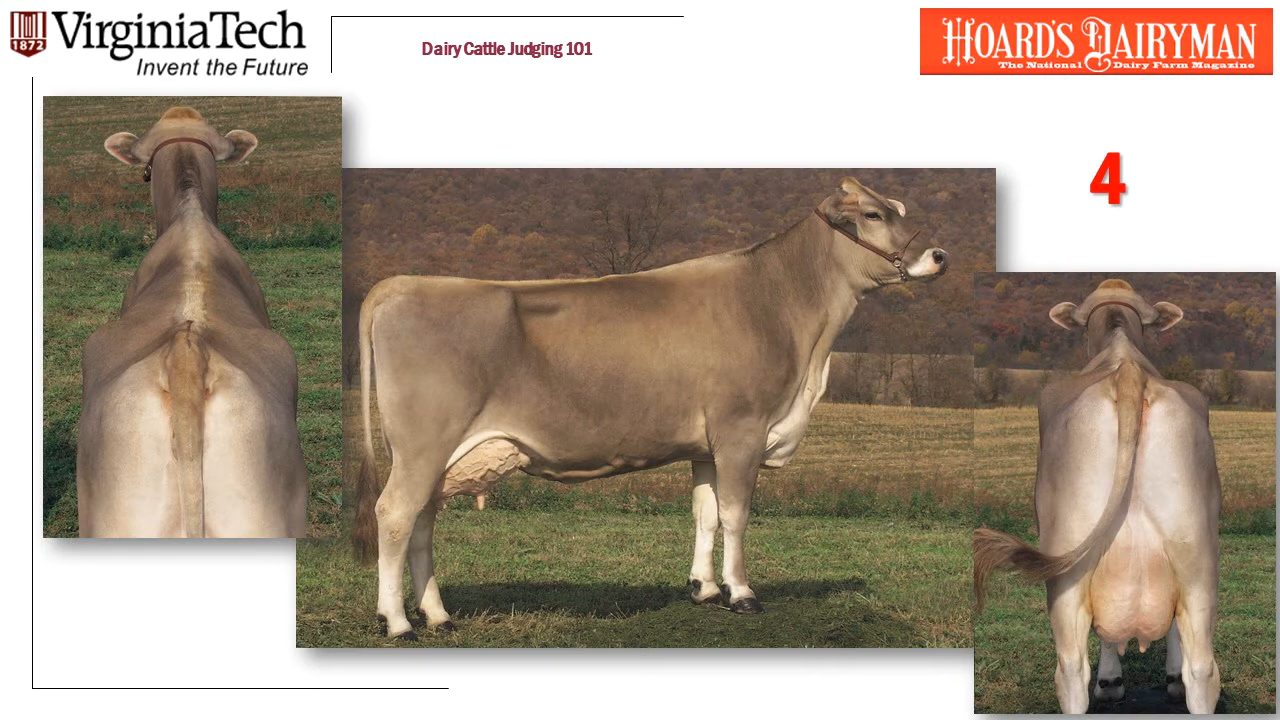 1872
VirginiaTech
Invent the Future
Dairy Cattle Judging 101
HOARD'S DAIRYMAN
The National Dairy Farm Magazine
4